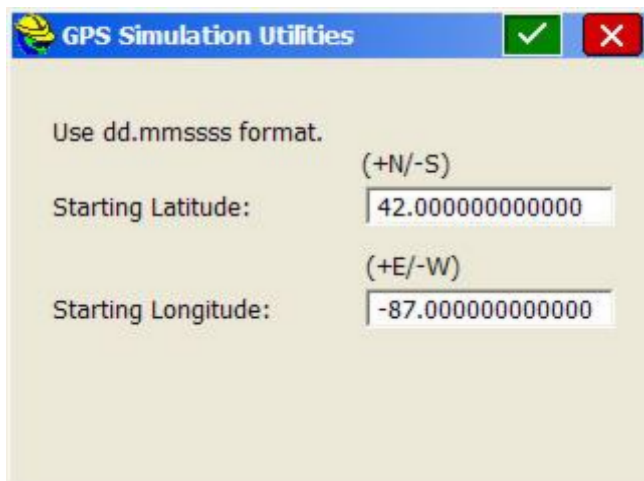 GPS Simulation Utilities
Use dd.mmssss format.
(+N/-S)
Starting Latitude: 42.000000000000
(+E/-W)
Starting Longitude: -87.000000000000